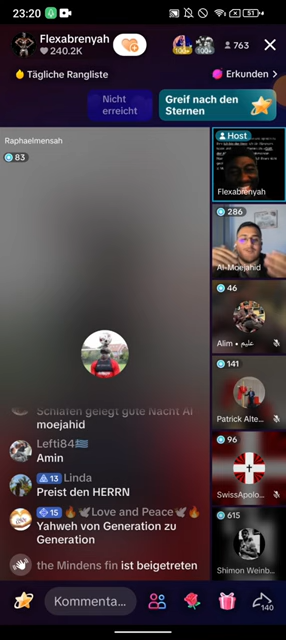 23:20
51
Flexabrenyah
240.2K
100+
100+
763
Tägliche Rangliste
Erkunden
Nicht
erreicht
Greif nach den
Sternen
Raphaelmensah
83
Host
Flexabrenyah
286
Al-Moejahid
46
Alim • عليم
141
Patrick Alte...
96
SwissApolo...
615
Shimon Weinb...
Schlafen gelegt gute Nacht Al
moejahid
Lefti84🇬🇷
Amin
13 Linda
Preist den HERRN
15 🔥🕊Love and Peace🕊🔥
Yahweh von Generation zu
Generation
the Mindens fin ist beigetreten
Kommenta...
140